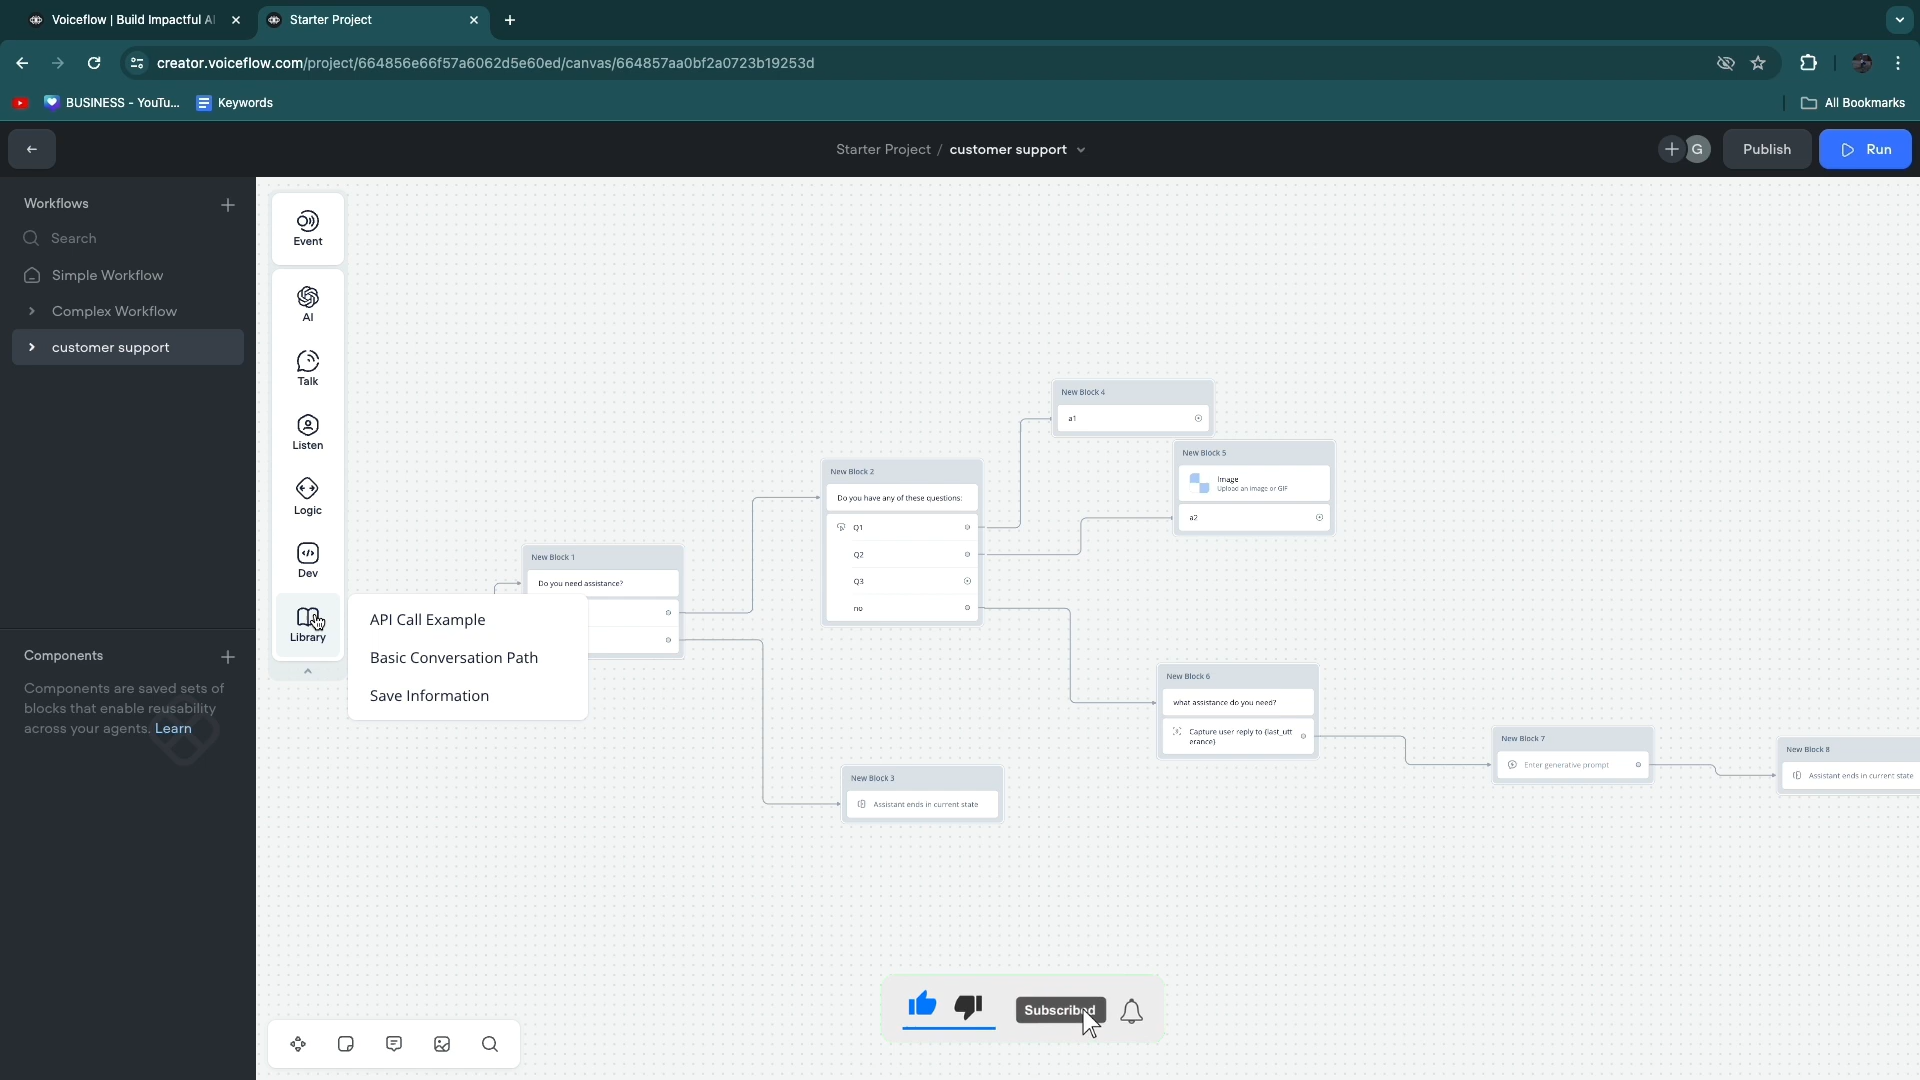 Voiceflow | Build Impactful AI
Starter Project
creator.voiceflow.com/project/664856e66f57a6062d5e60ed/canvas/664857aa0bf2a0723b19253d
BUSINESS - YouTu...
Keywords
All Bookmarks
Starter Project / customer support
G
Publish
Run
Workflows
Search
Simple Workflow
Complex Workflow
customer support
Components
Components are saved sets of
blocks that enable reusability
across your agents. Learn
Event
AI
Talk
Listen
Logic
Dev
Library
API Call Example
Basic Conversation Path
Save Information
New Block 1
Do you need assistance?
New Block 2
Do you have any of these questions:
Q1
Q2
Q3
no
New Block 3
Assistant ends in current state
New Block 4
a1
New Block 5
Image
Upload an image or GIF
a2
New Block 6
what assistance do you need?
Capture user reply to {last_utt
erance}
New Block 7
Enter generative prompt
New Block 8
Assistant ends in current state
Subscribed